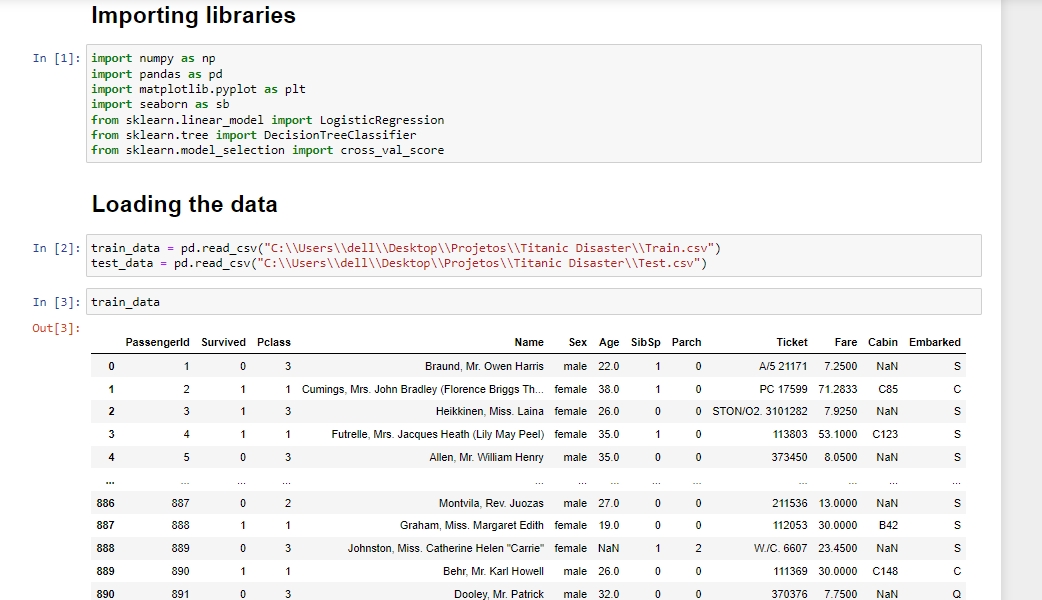 Importing libraries
In [1]: import numpy as np
import pandas as pd
import matplotlib.pyplot as plt
import seaborn as sb
from sklearn.linear_model import LogisticRegression
from sklearn.tree import DecisionTreeClassifier
from sklearn.model_selection import cross_val_score
Loading the data
In [2]: train_data = pd.read_csv("C:\\Users\\dell\\Desktop\\Projetos\\Titanic Disaster\\Train.csv")
test_data = pd.read_csv("C:\\Users\\dell\\Desktop\\Projetos\\Titanic Disaster\\Test.csv")
In [3]: train_data
Out[3]:
PassengerId Survived Pclass Name Sex Age SibSp Parch Ticket Fare Cabin Embarked
0 1 0 3 Braund, Mr. Owen Harris male 22.0 1 0 A/5 21171 7.2500 NaN S
1 2 1 1 Cumings, Mrs. John Bradley (Florence Briggs Th... female 38.0 1 0 PC 17599 71.2833 C85 C
2 3 1 3 Heikkinen, Miss. Laina female 26.0 0 0 STON/O2. 3101282 7.9250 NaN S
3 4 1 1 Futrelle, Mrs. Jacques Heath (Lily May Peel) female 35.0 1 0 113803 53.1000 C123 S
4 5 0 3 Allen, Mr. William Henry male 35.0 0 0 373450 8.0500 NaN S
... ... ... ... ... ... ... ... ... ... ... ... ...
886 887 0 2 Montvila, Rev. Juozas male 27.0 0 0 211536 13.0000 NaN S
887 888 1 1 Graham, Miss. Margaret Edith female 19.0 0 0 112053 30.0000 B42 S
888 889 0 3 Johnston, Miss. Catherine Helen "Carrie" female NaN 1 2 W./C. 6607 23.4500 NaN S
889 890 1 1 Behr, Mr. Karl Howell male 26.0 0 0 111369 30.0000 C148 C
890 891 0 3 Dooley, Mr. Patrick male 32.0 0 0 370376 7.7500 NaN Q